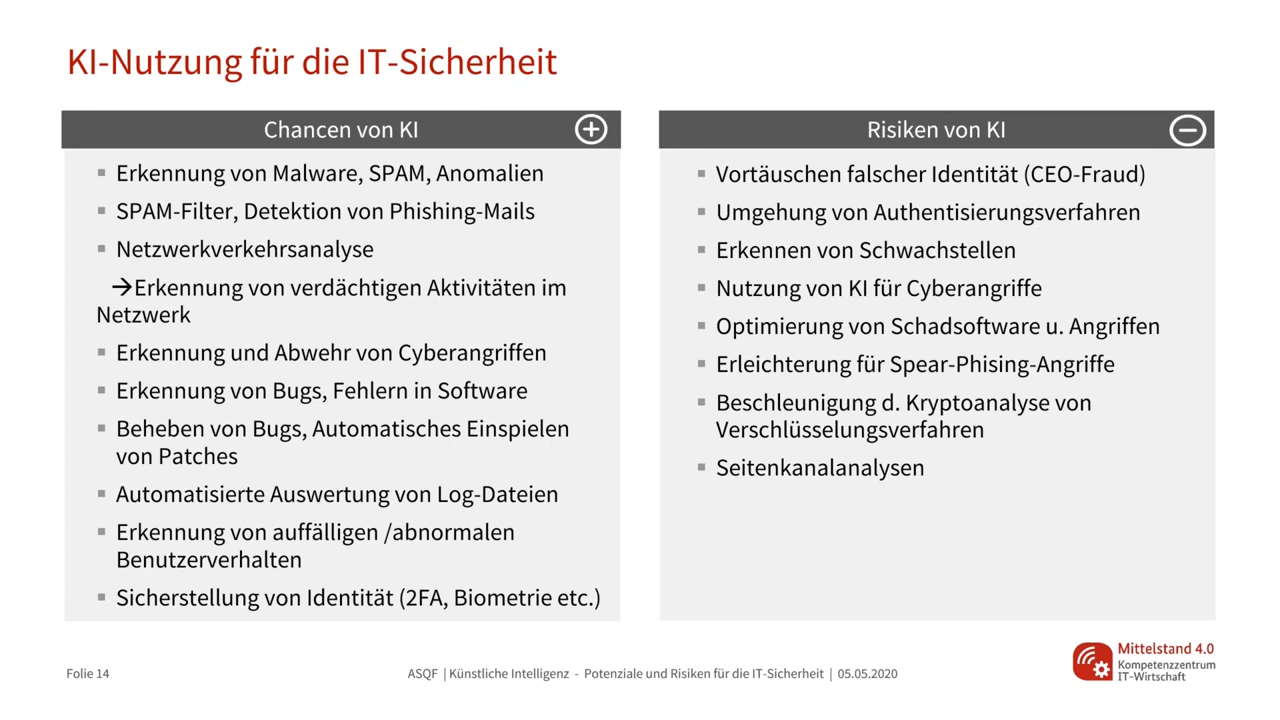 KI-Nutzung für die IT-Sicherheit
Chancen von KI
Erkennung von Malware, SPAM, Anomalien
SPAM-Filter, Detektion von Phishing-Mails
Netzwerkverkehrsanalyse
→Erkennung von verdächtigen Aktivitäten im
Netzwerk
Erkennung und Abwehr von Cyberangriffen
Erkennung von Bugs, Fehlern in Software
Beheben von Bugs, Automatisches Einspielen
von Patches
Automatisierte Auswertung von Log-Dateien
Erkennung von auffälligen /abnormalen
Benutzerverhalten
Sicherstellung von Identität (2FA, Biometrie etc.)
Risiken von KI
Vortäuschen falscher Identität (CEO-Fraud)
Umgehung von Authentisierungsverfahren
Erkennen von Schwachstellen
Nutzung von KI für Cyberangriffe
Optimierung von Schadsoftware u. Angriffen
Erleichterung für Spear-Phising-Angriffe
Beschleunigung d. Kryptoanalyse von
Verschlüsselungsverfahren
Seitenkanalanalysen
Folie 14
ASQF | Künstliche Intelligenz - Potenziale und Risiken für die IT-Sicherheit | 05.05.2020
Mittelstand 4.0
Kompetenzzentrum
IT-Wirtschaft